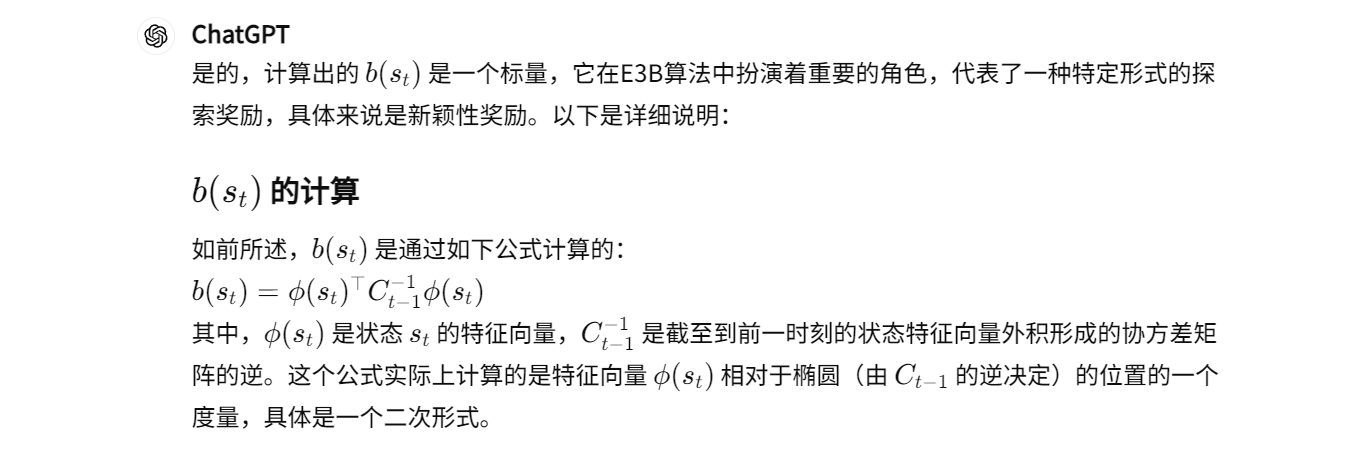 ChatGPT
是的，计算出的 b(s_t) 是一个标量，它在E3B算法中扮演着重要的角色，代表了一种特定形式的探
索奖励，具体来说是新颖性奖励。以下是详细说明：
b(s_t) 的计算
如前所述，b(s_t) 是通过如下公式计算的：
b(s_t) = ϕ(s_t)^⊤ C_{t−1}^{−1} ϕ(s_t)
其中，ϕ(s_t) 是状态 s_t 的特征向量，C_{t−1}^{−1} 是截至到前一时刻的状态特征向量外积形成的协方差矩
阵的逆。这个公式实际上计算的是特征向量 ϕ(s_t) 相对于椭圆（由 C_{t−1} 的逆决定）的位置的一个
度量，具体是一个二次形式。